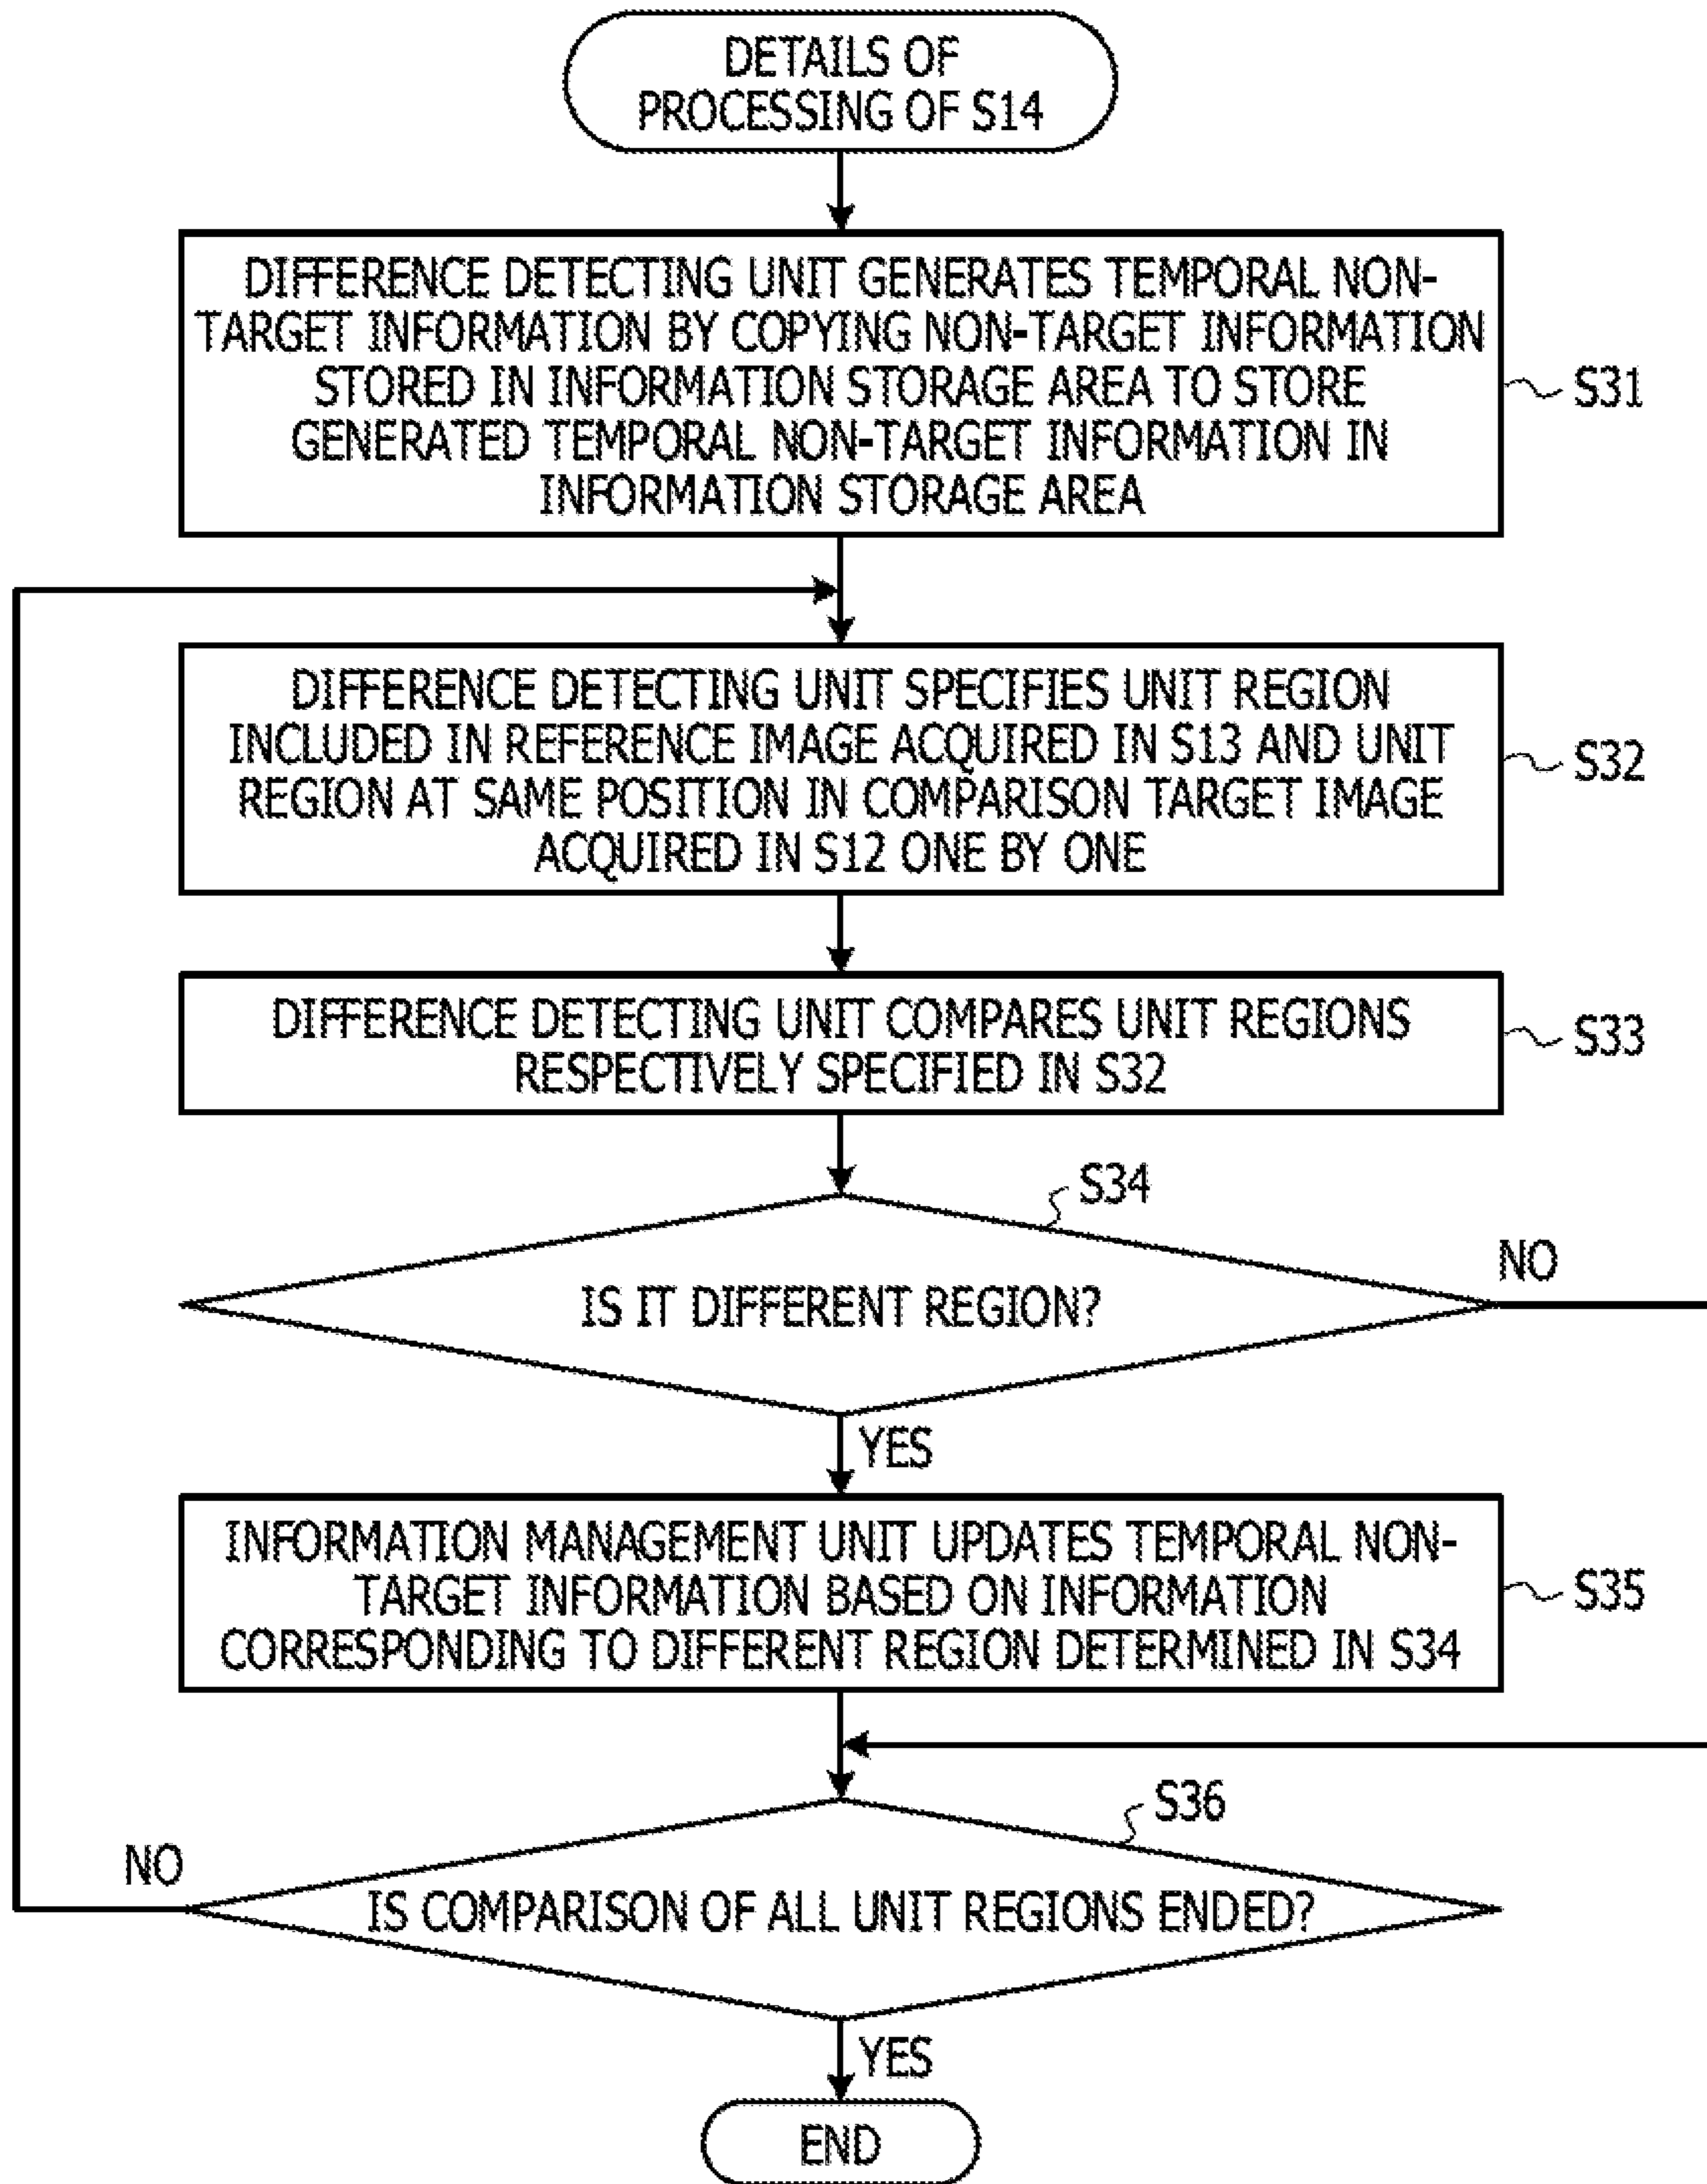 DETAILS OF
PROCESSING OF S14
DIFFERENCE DETECTING UNIT GENERATES TEMPORAL NON-
TARGET INFORMATION BY COPYING NON-TARGET INFORMATION
STORED IN INFORMATION STORAGE AREA TO STORE
GENERATED TEMPORAL NON-TARGET INFORMATION IN
INFORMATION STORAGE AREA
S31
DIFFERENCE DETECTING UNIT SPECIFIES UNIT REGION
INCLUDED IN REFERENCE IMAGE ACQUIRED IN S13 AND UNIT
REGION AT SAME POSITION IN COMPARISON TARGET IMAGE
ACQUIRED IN S12 ONE BY ONE
S32
DIFFERENCE DETECTING UNIT COMPARES UNIT REGIONS
RESPECTIVELY SPECIFIED IN S32
S33
S34
IS IT DIFFERENT REGION?
NO
YES
INFORMATION MANAGEMENT UNIT UPDATES TEMPORAL NON-
TARGET INFORMATION BASED ON INFORMATION
CORRESPONDING TO DIFFERENT REGION DETERMINED IN S34
S35
S36
NO
IS COMPARISON OF ALL UNIT REGIONS ENDED?
YES
END